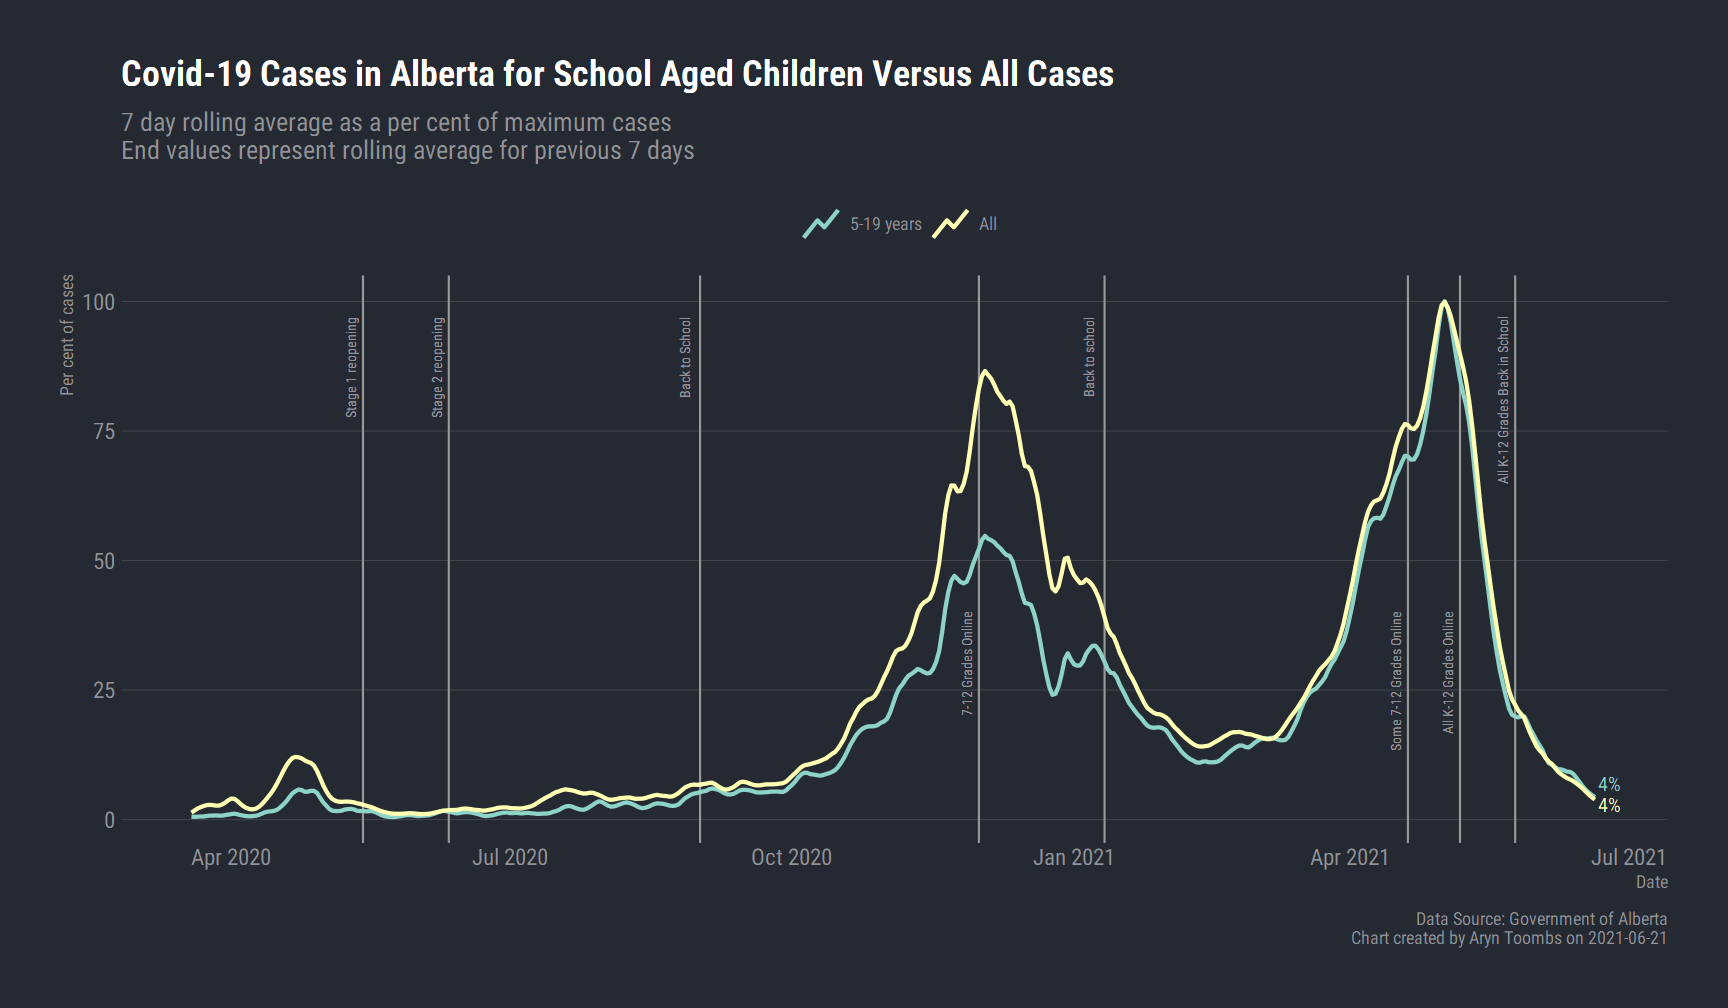 Covid-19 Cases in Alberta for School Aged Children Versus All Cases
7 day rolling average as a per cent of maximum cases
End values represent rolling average for previous 7 days
5-19 years
All
Per cent of cases
100
75
50
25
0
Stage 1 reopening
Stage 2 reopening
Back to School
7-12 Grades Online
Back to school
Some 7-12 Grades Online
All K-12 Grades Online
All K-12 Grades Back in School
4%
4%
Apr 2020
Jul 2020
Oct 2020
Jan 2021
Apr 2021
Jul 2021
Date
Data Source: Government of Alberta
Chart created by Aryn Toombs on 2021-06-21